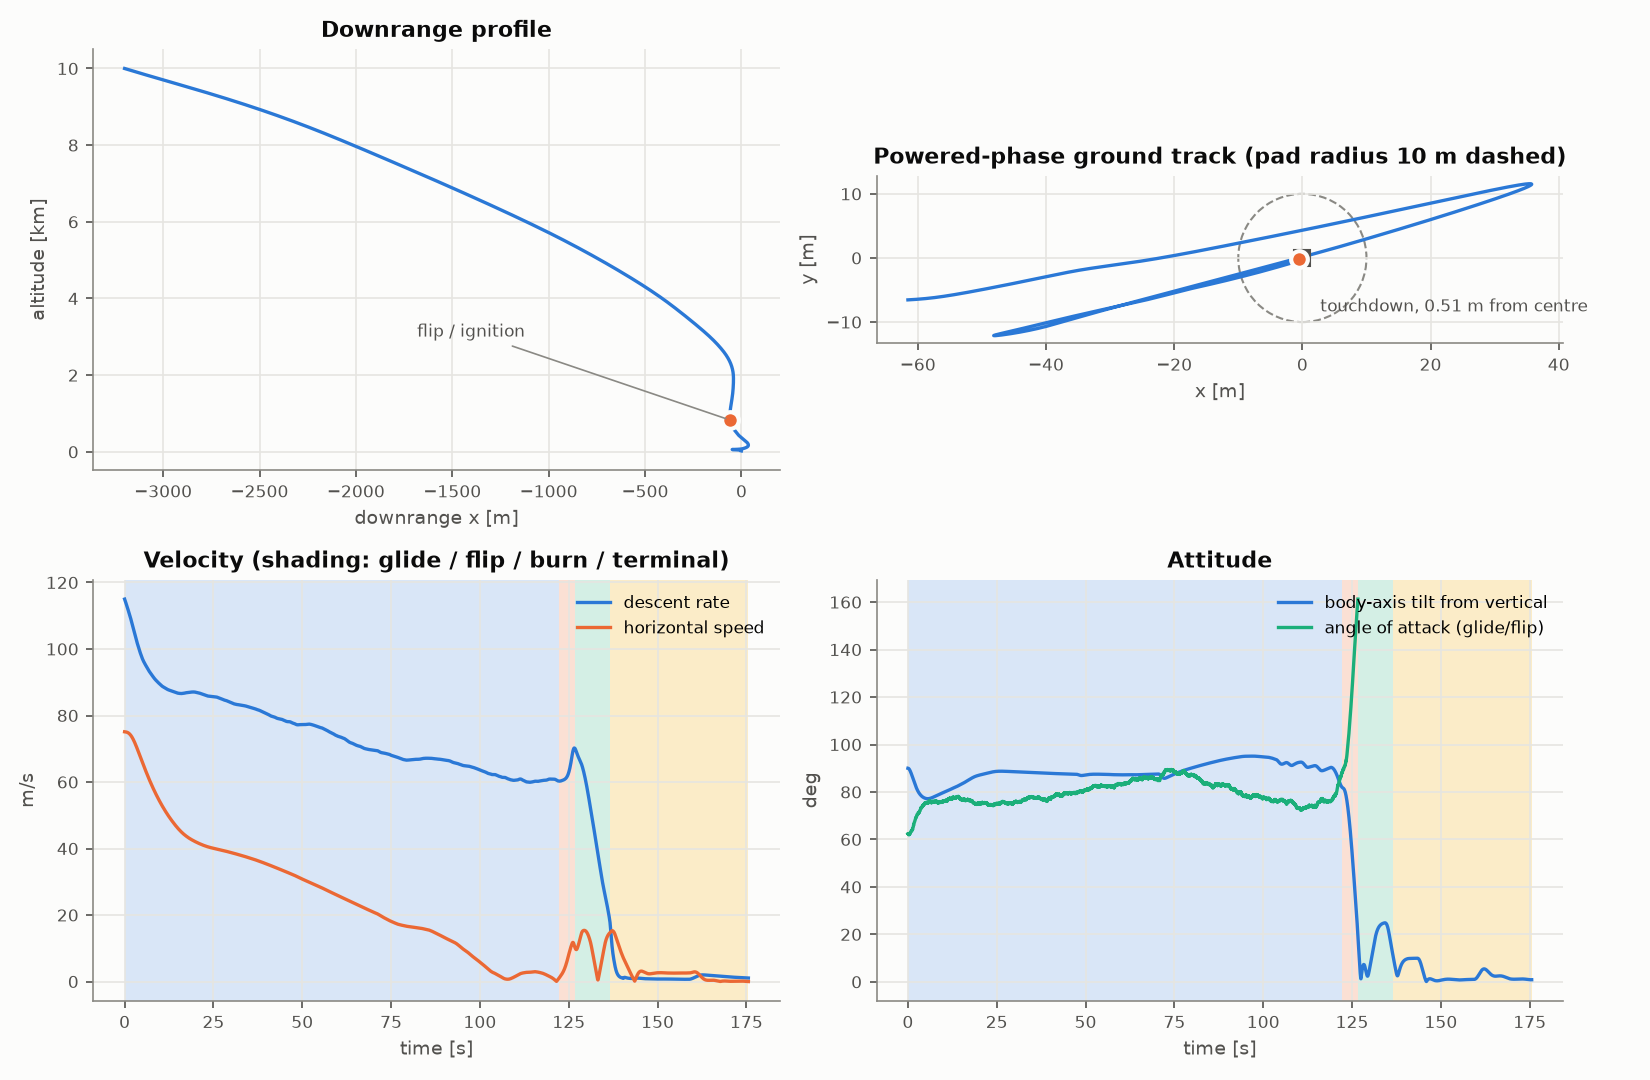 Downrange profile
10
8
6
4
2
0
altitude [km]
flip / ignition
−3000 −2500 −2000 −1500 −1000 −500 0
downrange x [m]
Powered-phase ground track (pad radius 10 m dashed)
10
0
−10
y [m]
touchdown, 0.51 m from centre
−60 −40 −20 0 20 40
x [m]
Velocity (shading: glide / flip / burn / terminal)
120
100
80
60
40
20
0
m/s
descent rate
horizontal speed
0 25 50 75 100 125 150 175
time [s]
Attitude
160
140
120
100
80
60
40
20
0
deg
body-axis tilt from vertical
angle of attack (glide/flip)
0 25 50 75 100 125 150 175
time [s]